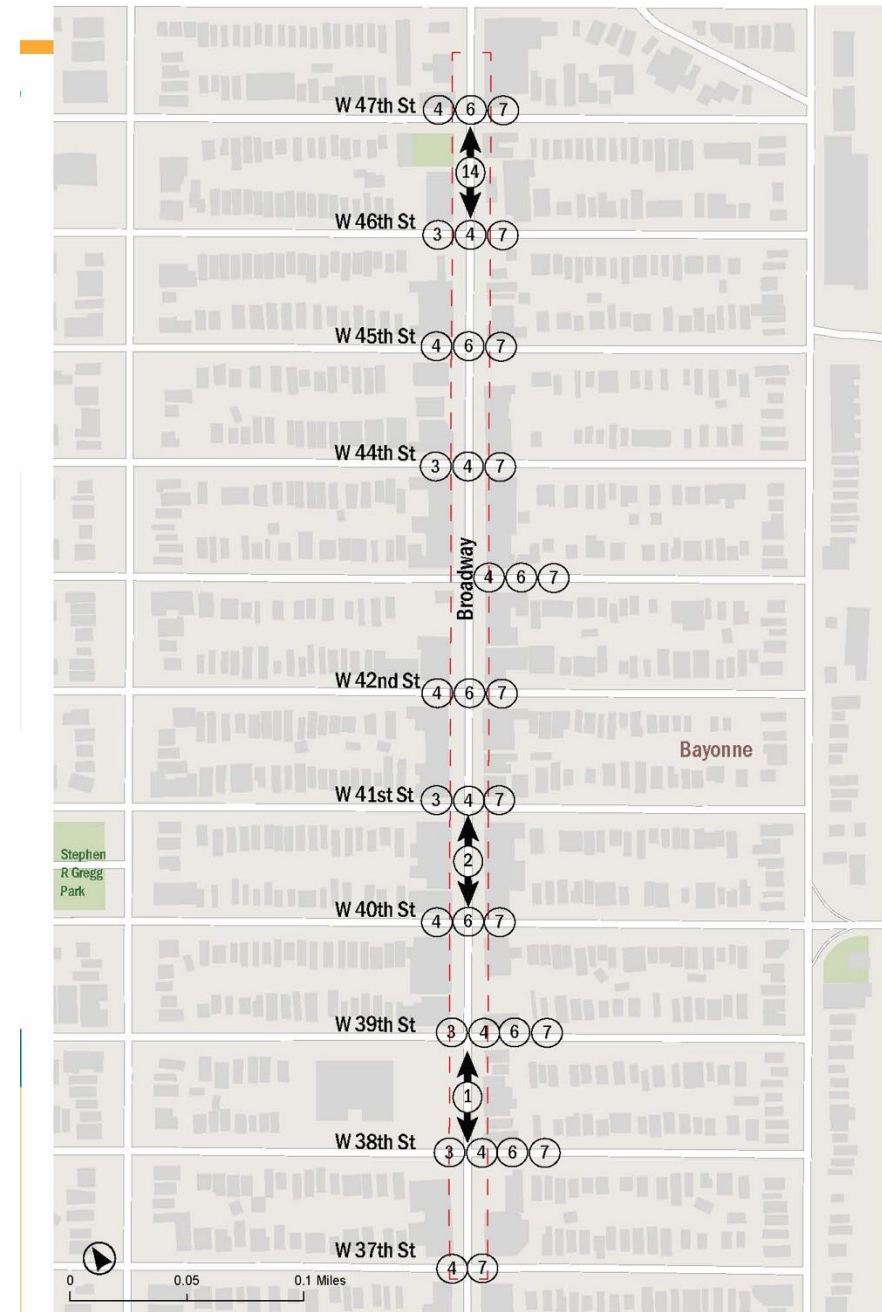 W 47th St 4 6 7
14
W 46th St 3 4 7
W 45th St 4 6 7
W 44th St 3 4 7
Broadway
4 6 7
W 42nd St 4 6 7
Bayonne
W 41st St 3 4 7
2
Stephen
R Gregg
Park
W 40th St 4 6 7
W 39th St 3 4 6 7
1
W 38th St 3 4 6 7
W 37th St 4 7
0 0.05 0.1 Miles